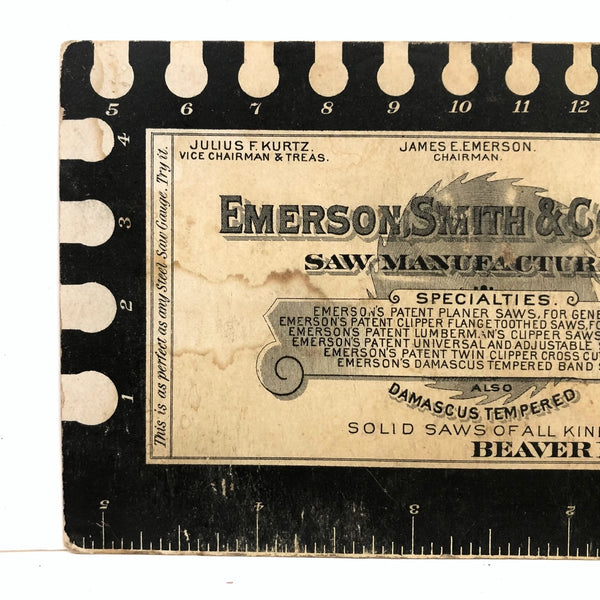 5 6 7 8 9 10 11 12
4
3
2
1
This is as perfect as any Steel Saw Gauge. Try it.
JULIUS F. KURTZ.
VICE CHAIRMAN & TREAS.
JAMES E. EMERSON.
CHAIRMAN.
EMERSON, SMITH & C
SAW MANUFACTUR
SPECIALTIES.
EMERSON'S PATENT PLANER SAWS, FOR GENE
EMERSON'S PATENT CLIPPER FLANGE TOOTHED SAWS, FO
EMERSON'S PATENT LUMBERMAN'S CLIPPER SAWS
EMERSON'S PATENT UNIVERSAL AND ADJUSTABLE S
EMERSON'S PATENT TWIN CLIPPER CROSS CUT
EMERSON'S DAMASCUS TEMPERED BAND S
ALSO
DAMASCUS TEMPERED
SOLID SAWS OF ALL KIN
BEAVER
5 4 3 2